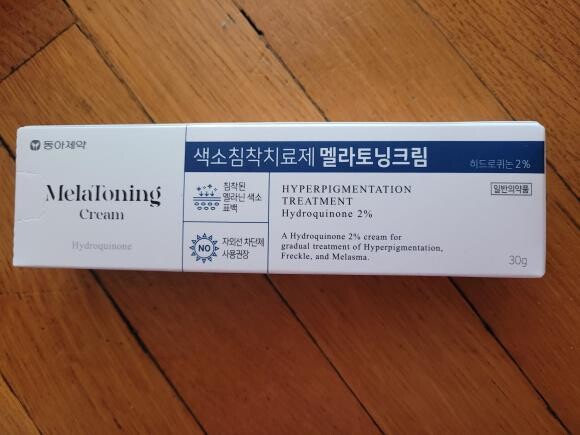 동아제약
MelaToning
Cream
Hydroquinone
색소침착치료제 멜라토닝크림
히드로퀴논 2%
침착된
멜라닌 색소
표백
NO
자외선 차단제
사용권장
HYPERPIGMENTATION
TREATMENT
Hydroquinone 2%
일반의약품
A Hydroquinone 2% cream for
gradual treatment of Hyperpigmentation,
Freckle, and Melasma.
30g